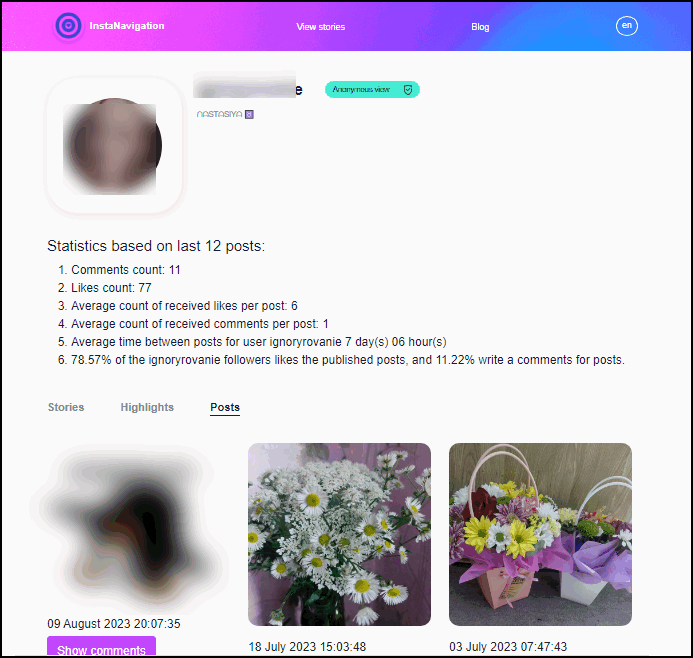 InstaNavigation View stories Blog en
Anonymous view
NASTASIYA
Statistics based on last 12 posts:
1. Comments count: 11
2. Likes count: 77
3. Average count of received likes per post: 6
4. Average count of received comments per post: 1
5. Average time between posts for user ignoryrovanie 7 day(s) 06 hour(s)
6. 78.57% of the ignoryrovanie followers likes the published posts, and 11.22% write a comments for posts.
Stories Highlights Posts
09 August 2023 20:07:35
18 July 2023 15:03:48 03 July 2023 07:47:43
Show comments